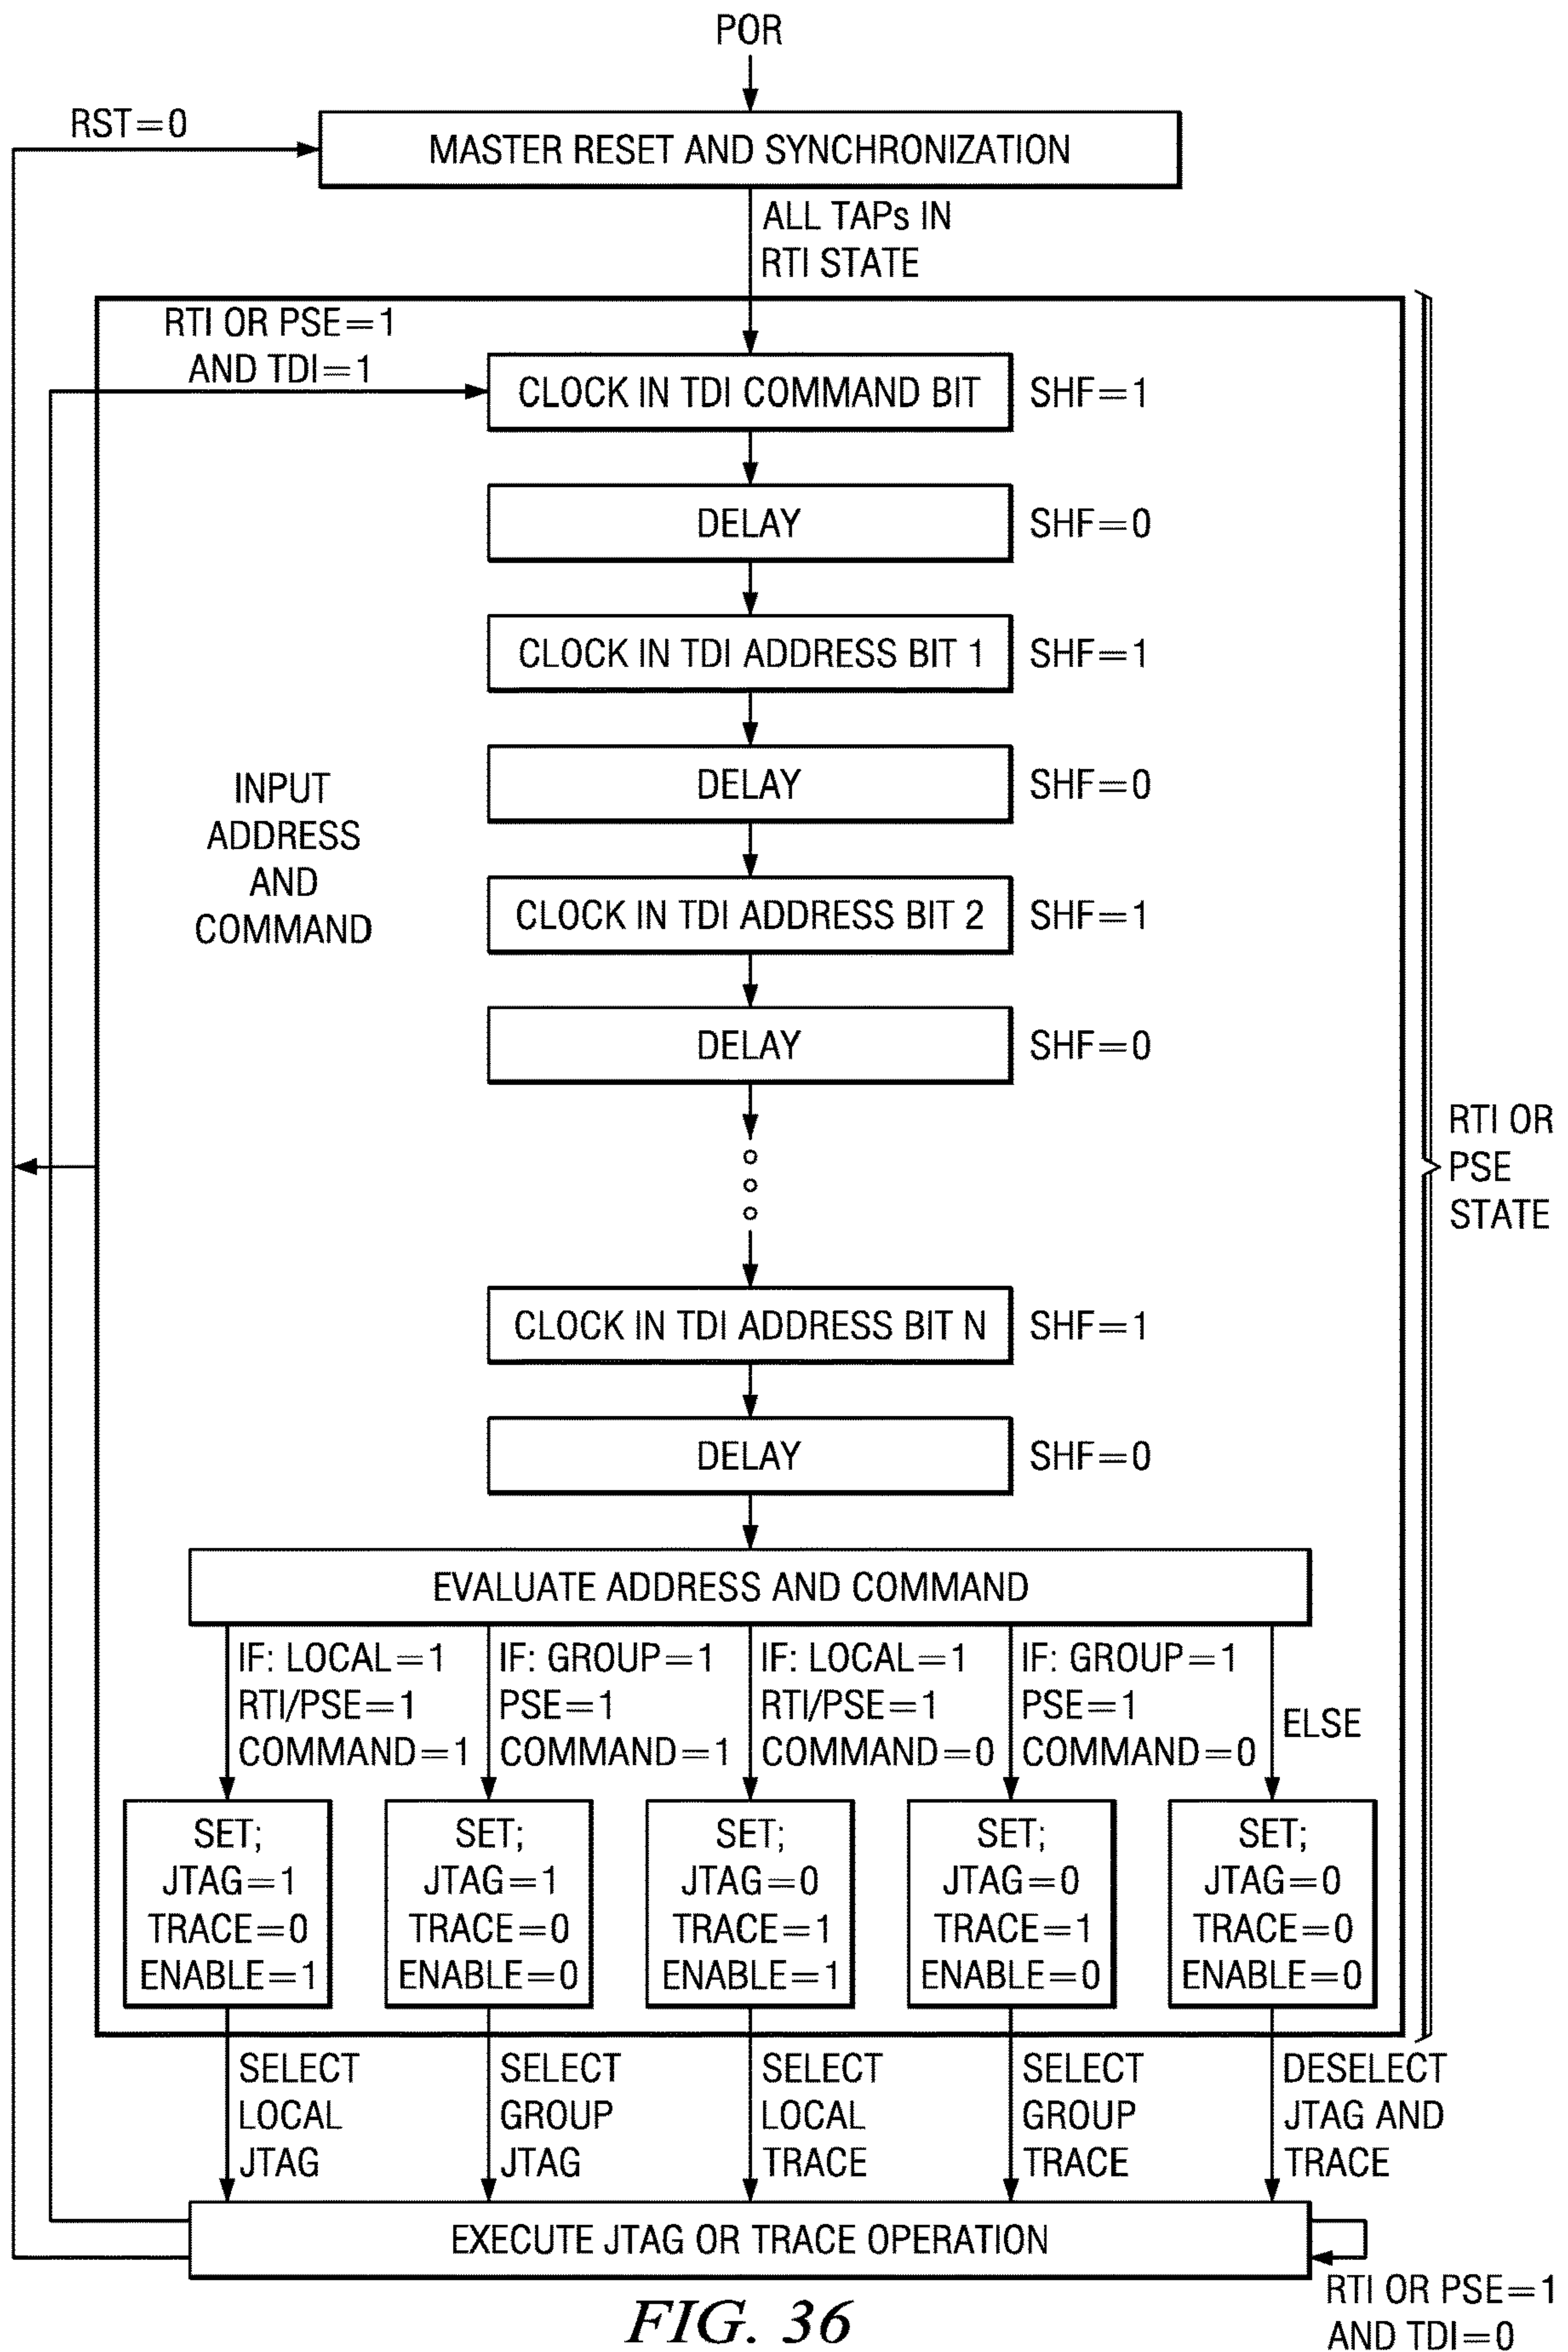 POR
RST=0
MASTER RESET AND SYNCHRONIZATION
ALL TAPs IN
RTI STATE
RTI OR PSE=1
AND TDI=1
CLOCK IN TDI COMMAND BIT
SHF=1
DELAY
SHF=0
CLOCK IN TDI ADDRESS BIT 1
SHF=1
DELAY
SHF=0
INPUT
ADDRESS
AND
COMMAND
CLOCK IN TDI ADDRESS BIT 2
SHF=1
DELAY
SHF=0
RTI OR
PSE
STATE
CLOCK IN TDI ADDRESS BIT N
SHF=1
DELAY
SHF=0
EVALUATE ADDRESS AND COMMAND
IF: LOCAL=1
RTI/PSE=1
COMMAND=1
IF: GROUP=1
PSE=1
COMMAND=1
IF: LOCAL=1
RTI/PSE=1
COMMAND=0
IF: GROUP=1
PSE=1
COMMAND=0
ELSE
SET;
JTAG=1
TRACE=0
ENABLE=1
SET;
JTAG=1
TRACE=0
ENABLE=0
SET;
JTAG=0
TRACE=1
ENABLE=1
SET;
JTAG=0
TRACE=1
ENABLE=0
SET;
JTAG=0
TRACE=0
ENABLE=0
SELECT
LOCAL
JTAG
SELECT
GROUP
JTAG
SELECT
LOCAL
TRACE
SELECT
GROUP
TRACE
DESELECT
JTAG AND
TRACE
EXECUTE JTAG OR TRACE OPERATION
RTI OR PSE=1
AND TDI=0
FIG. 36